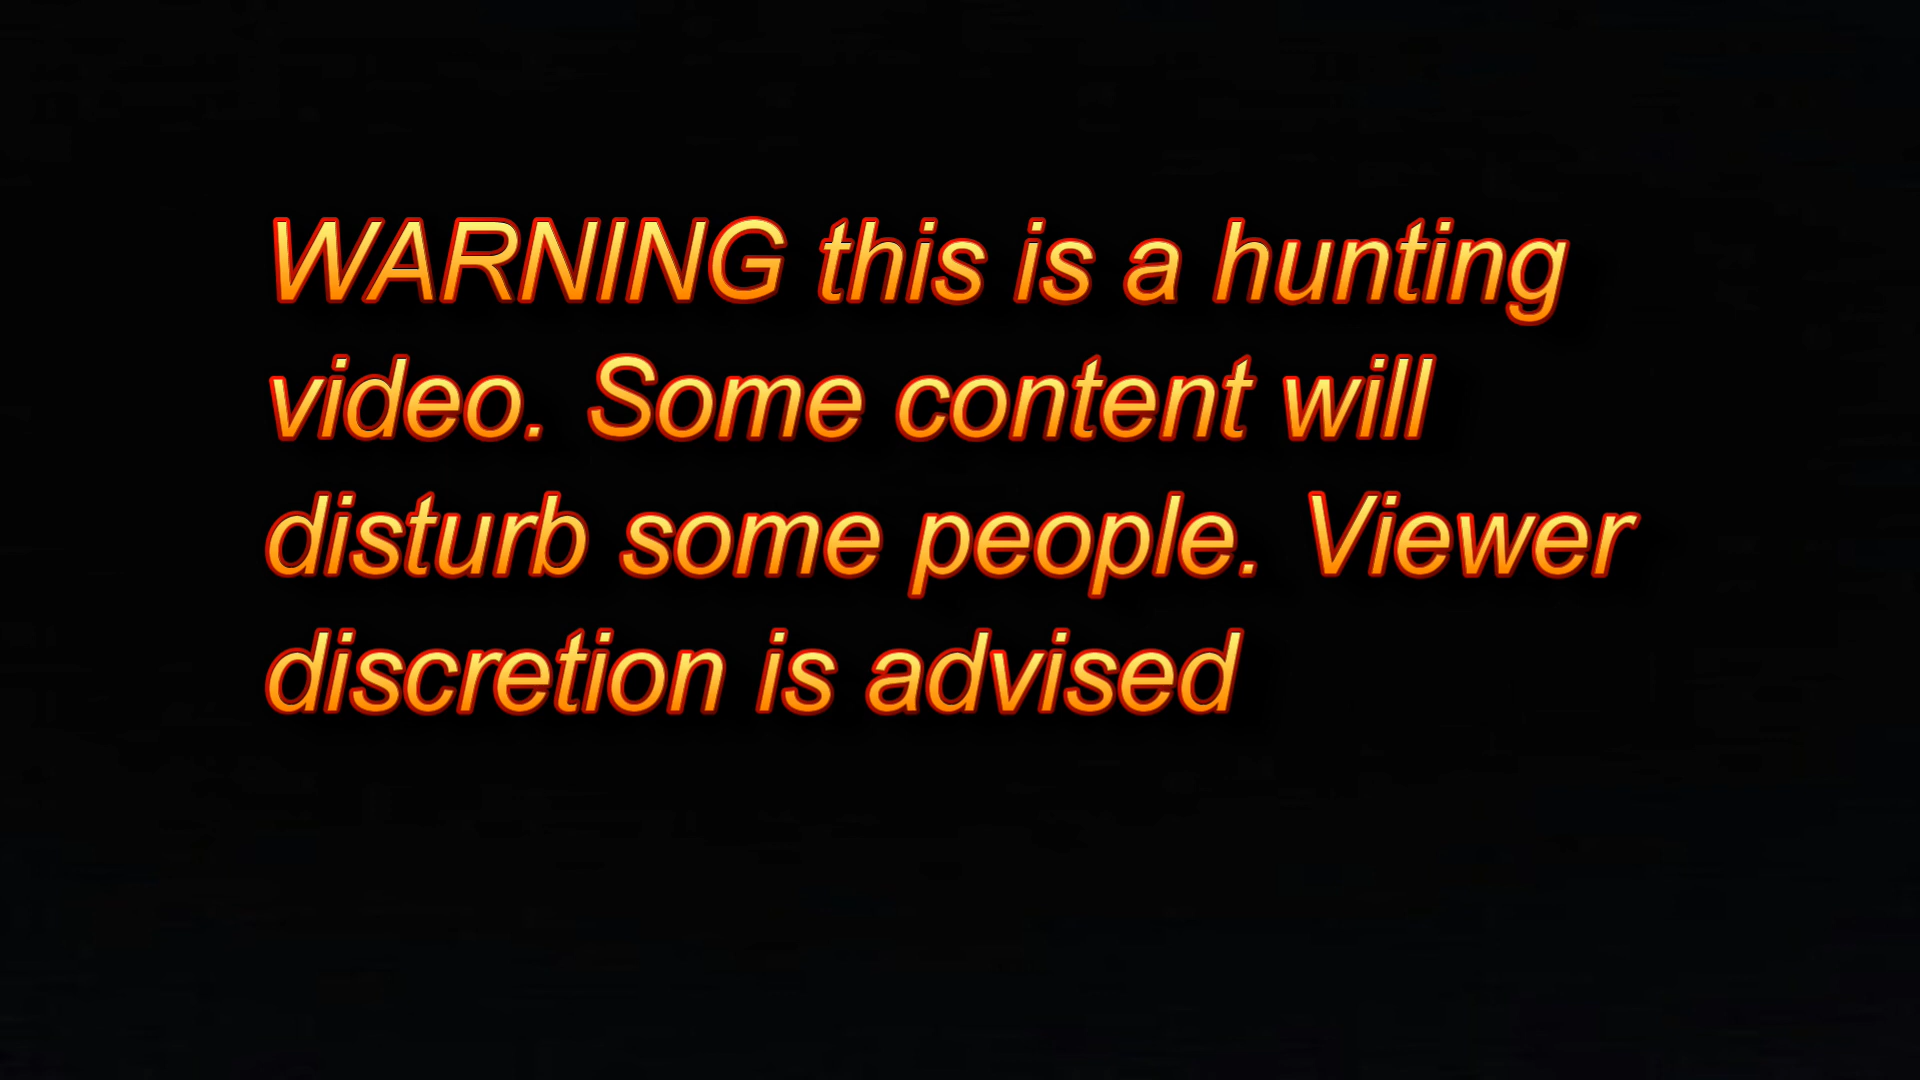 WARNING this is a hunting
video. Some content will
disturb some people. Viewer
discretion is advised